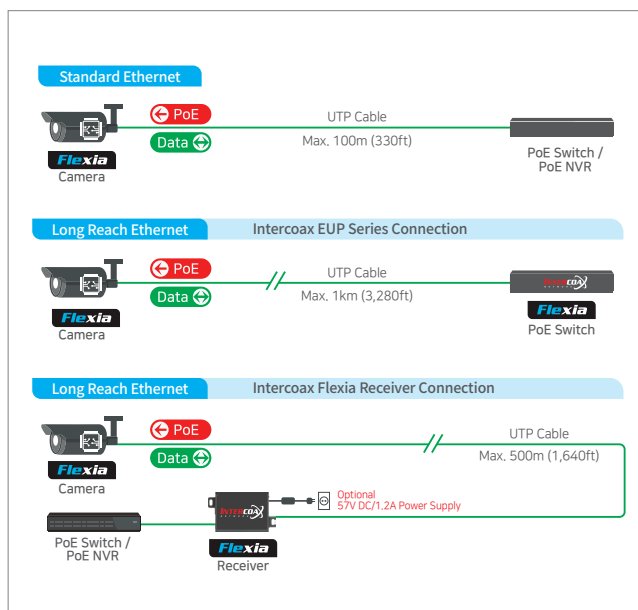 Standard Ethernet
PoE
UTP Cable
Data
Max. 100m (330ft)
Flexia
Camera
PoE Switch /
PoE NVR
Long Reach Ethernet
Intercoax EUP Series Connection
PoE
UTP Cable
Data
Max. 1km (3,280ft)
INTERCOAX
NETWORKS
Flexia
Camera
Flexia
PoE Switch
Long Reach Ethernet
Intercoax Flexia Receiver Connection
PoE
UTP Cable
Data
Max. 500m (1,640ft)
Flexia
Camera
Optional
57V DC/1.2A Power Supply
INTERCOAX
NETWORKS
PoE Switch /
PoE NVR
Flexia
Receiver